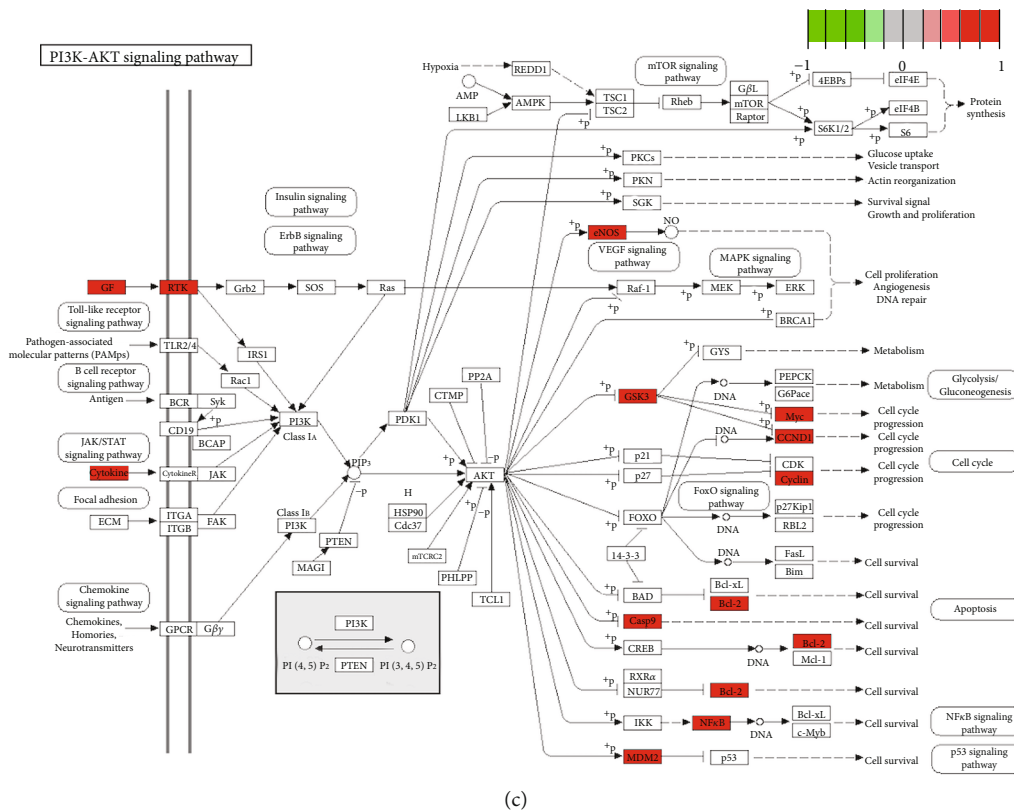 PI3K-AKT signaling pathway
−1
0
1
Hypoxia
REDD1
AMP
LKB1
AMPK
TSC1
TSC2
+p
Rheb
mTOR signaling
pathway
GβL
mTOR
Raptor
+p
4EBPs
eIF4E
+p
eIF4B
S6K1/2
+p
S6
+p
Protein
synthesis
+p
PKCs
Glucose uptake
Vesicle transport
+p
PKN
Actin reorganization
+p
SGK
Survival signal
Growth and proliferation
Insulin signaling
pathway
ErbB signaling
pathway
+p
eNOS
NO
VEGF signaling
pathway
MAPK signaling
pathway
GF
RTK
Grb2
SOS
Ras
Raf-1
+p
MEK
+p
ERK
+p
Cell proliferation
Angiogenesis
DNA repair
+p
BRCA1
Toll-like receptor
signaling pathway
Pathogen-associated
molecular patterns (PAMPs)
TLR2/4
IRS1
Rac1
B cell receptor
signaling pathway
Antigen
BCR
Syk
CD19
+p
BCAP
PI3K
Class IA
PDK1
PP2A
CTMP
GYS
+p
Metabolism
+p
GSK3
DNA
PEPCK
G6Pace
Metabolism
Glycolysis/
Gluconeogenesis
+p
Myc
Cell cycle
progression
+p
DNA
CCND1
Cell cycle
progression
JAK/STAT
signaling pathway
Cytokine
CytokineR
JAK
PIP3
−p
+p
−p
AKT
+p
p21
+p
p27
CDK
Cyclin
Cell cycle
progression
Cell cycle
Focal adhesion
ECM
ITGA
ITGB
FAK
Class IB
PI3K
PTEN
MAGI
H
HSP90
Cdc37
+p
−p
mTCRC2
PHLPP
TCL1
FoxO signaling
pathway
+p
FOXO
DNA
p27Kip1
RBL2
Cell cycle
progression
14-3-3
DNA
FasL
Bim
Cell survival
+p
BAD
Bcl-xL
Bcl-2
Cell survival
Apoptosis
Chemokine
signaling pathway
Chemokines,
Homories,
Neurotransmitters
GPCR
Gβγ
PI3K
PI (4, 5) P2
PTEN
PI (3, 4, 5) P2
+p
Casp9
Cell survival
+p
CREB
DNA
Bcl-2
Mcl-1
Cell survival
+p
RXRα
NUR77
Bcl-2
Cell survival
+p
IKK
NFκB
DNA
Bcl-xL
c-Myb
Cell survival
NFκB signaling
pathway
+p
MDM2
p53
Cell survival
p53 signaling
pathway
(c)